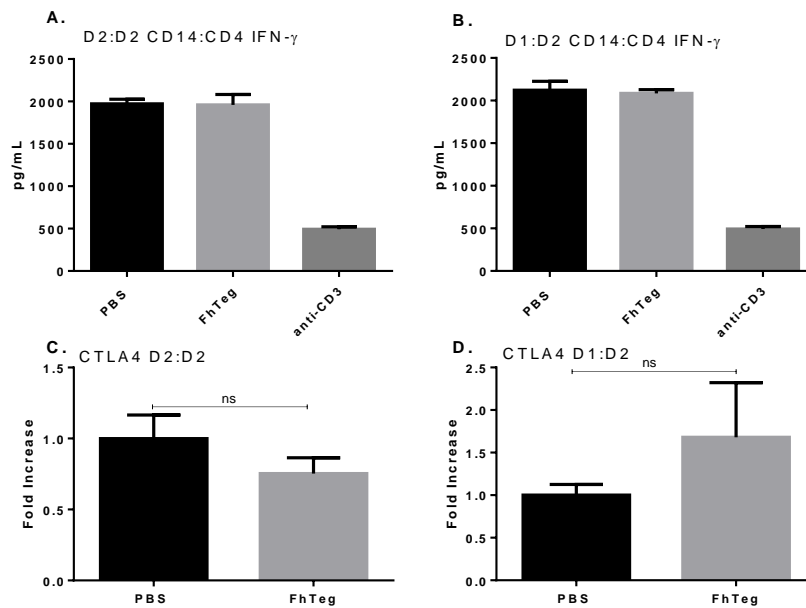 A.
D2:D2 CD14:CD4 IFN-γ
2500
2000
1500
1000
500
0
pg/mL
PBS
FhTeg
anti-CD3
B.
D1:D2 CD14:CD4 IFN-γ
2500
2000
1500
1000
500
0
pg/mL
PBS
FhTeg
anti-CD3
C.
CTLA4 D2:D2
ns
1.5
1.0
0.5
0.0
Fold Increase
PBS
FhTeg
D.
CTLA4 D1:D2
ns
2.5
2.0
1.5
1.0
0.5
0.0
Fold Increase
PBS
FhTeg